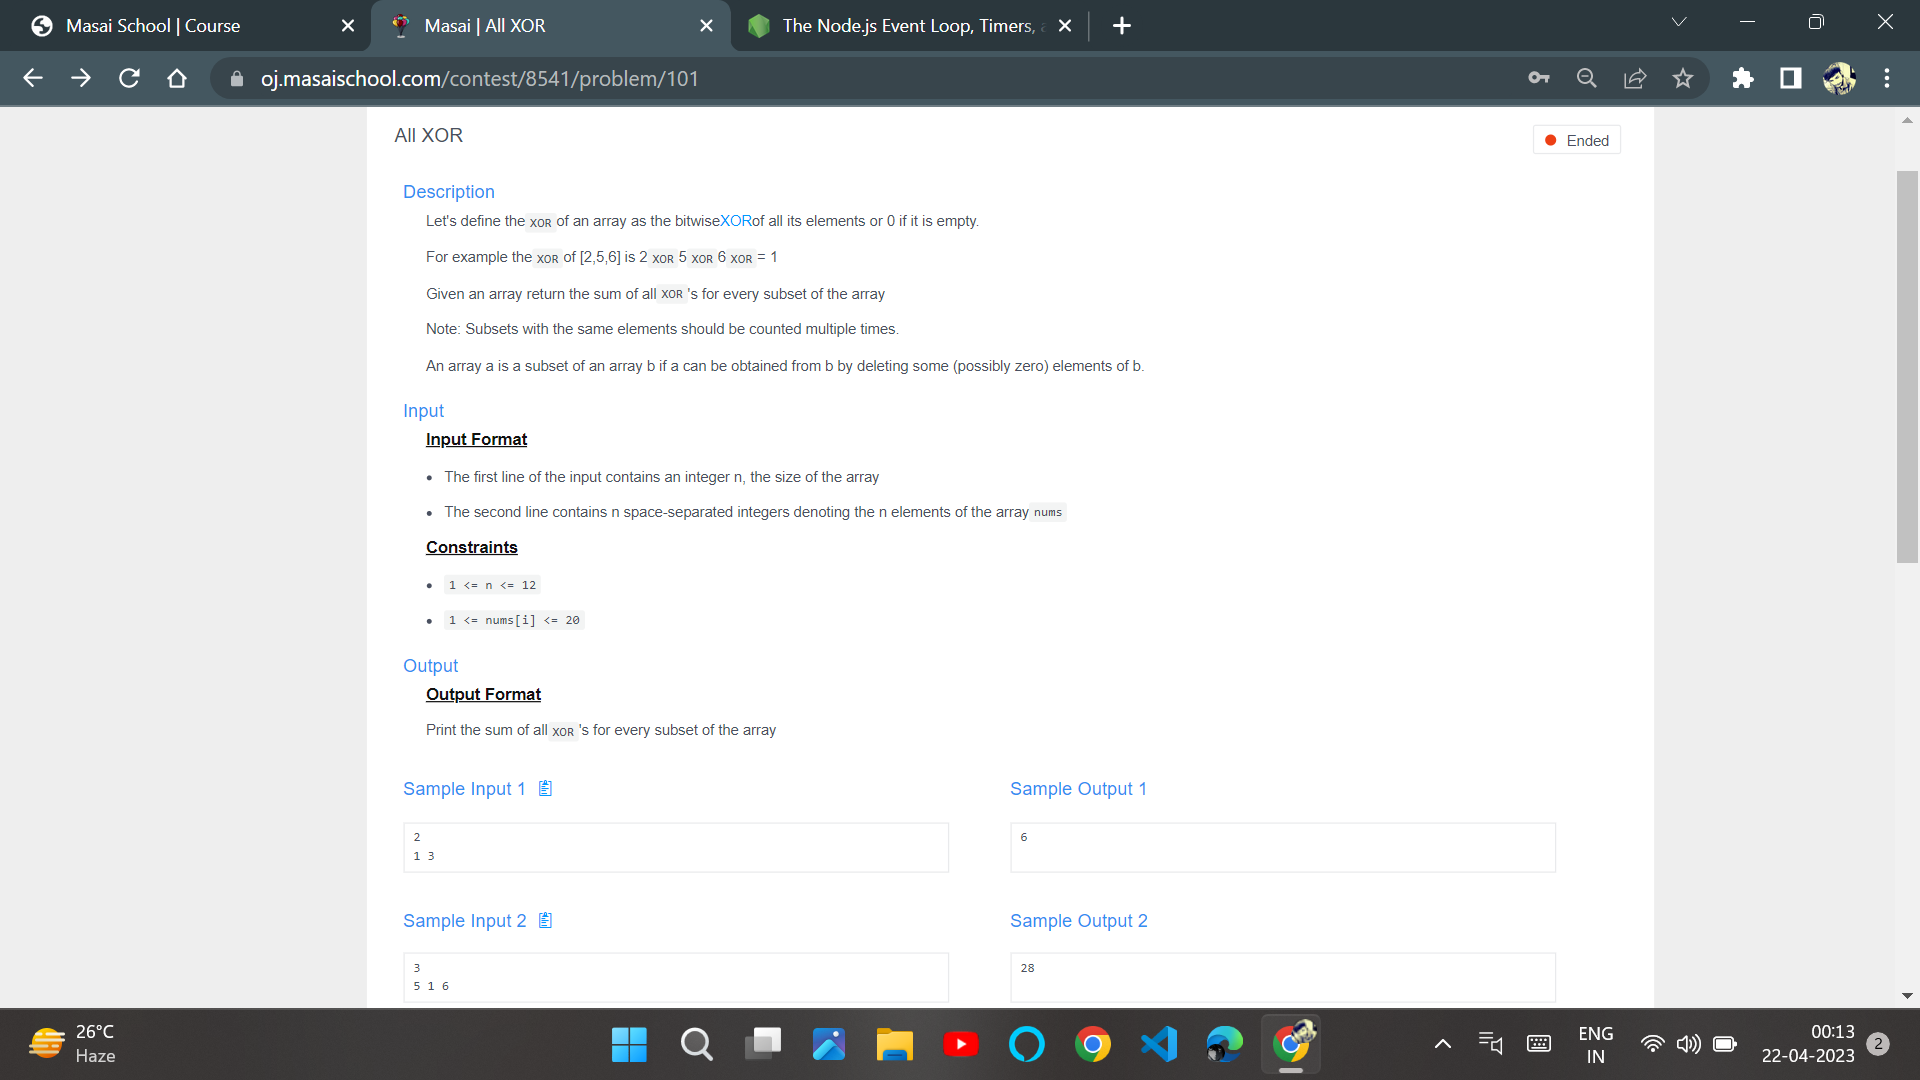 Masai School | Course
Masai | All XOR
The Node.js Event Loop, Timers,
oj.masaischool.com/contest/8541/problem/101
All XOR
Ended
Description
Let's define the XOR of an array as the bitwiseXORof all its elements or 0 if it is empty.
For example the XOR of [2,5,6] is 2 XOR 5 XOR 6 XOR = 1
Given an array return the sum of all XOR 's for every subset of the array
Note: Subsets with the same elements should be counted multiple times.
An array a is a subset of an array b if a can be obtained from b by deleting some (possibly zero) elements of b.
Input
Input Format
• The first line of the input contains an integer n, the size of the array
• The second line contains n space-separated integers denoting the n elements of the array nums
Constraints
• 1 <= n <= 12
• 1 <= nums[i] <= 20
Output
Output Format
Print the sum of all XOR 's for every subset of the array
Sample Input 1
Sample Output 1
2
1 3
6
Sample Input 2
Sample Output 2
3
5 1 6
28
26°C
Haze
ENG
IN
00:13
22-04-2023
2